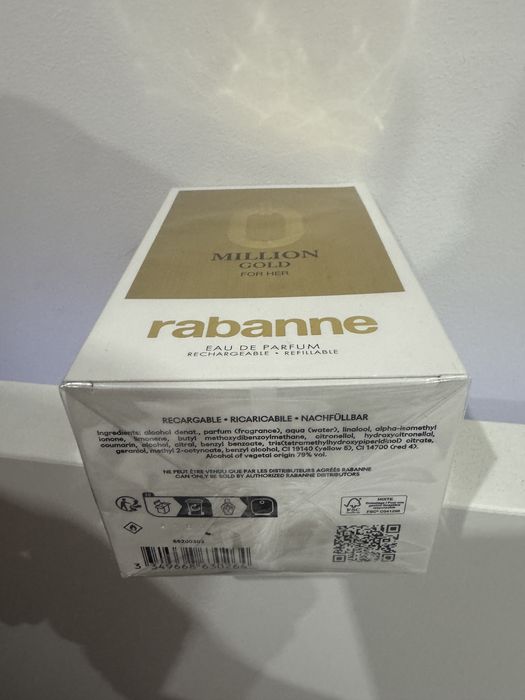 MILLION
GOLD
FOR HER
rabanne
EAU DE PARFUM
RECHARGEABLE • REFILLABLE
RECARGABLE • RICARICABILE • NACHFÜLLBAR
Ingredients: alcohol denat., parfum (fragrance), aqua (water), linalool, alpha-isomethyl
ionone, limonene, butyl methoxydibenzoylmethane, citronellol, hydroxycitronellal,
coumarin, alcohol, citral, benzyl benzoate, tris(tetramethylhydroxypiperidinol) citrate,
geraniol, methyl 2-octynoate, benzyl alcohol, CI 19140 (yellow 5), CI 14700 (red 4).
Alcohol of vegetal origin 79% vol.
NE PEUT ÊTRE VENDU QUE PAR LES DISTRIBUTEURS AGRÉÉS RABANNE
CAN ONLY BE SOLD BY AUTHORIZED RABANNE DISTRIBUTORS
FSC
MIXTE
65200303
3 349668 630264